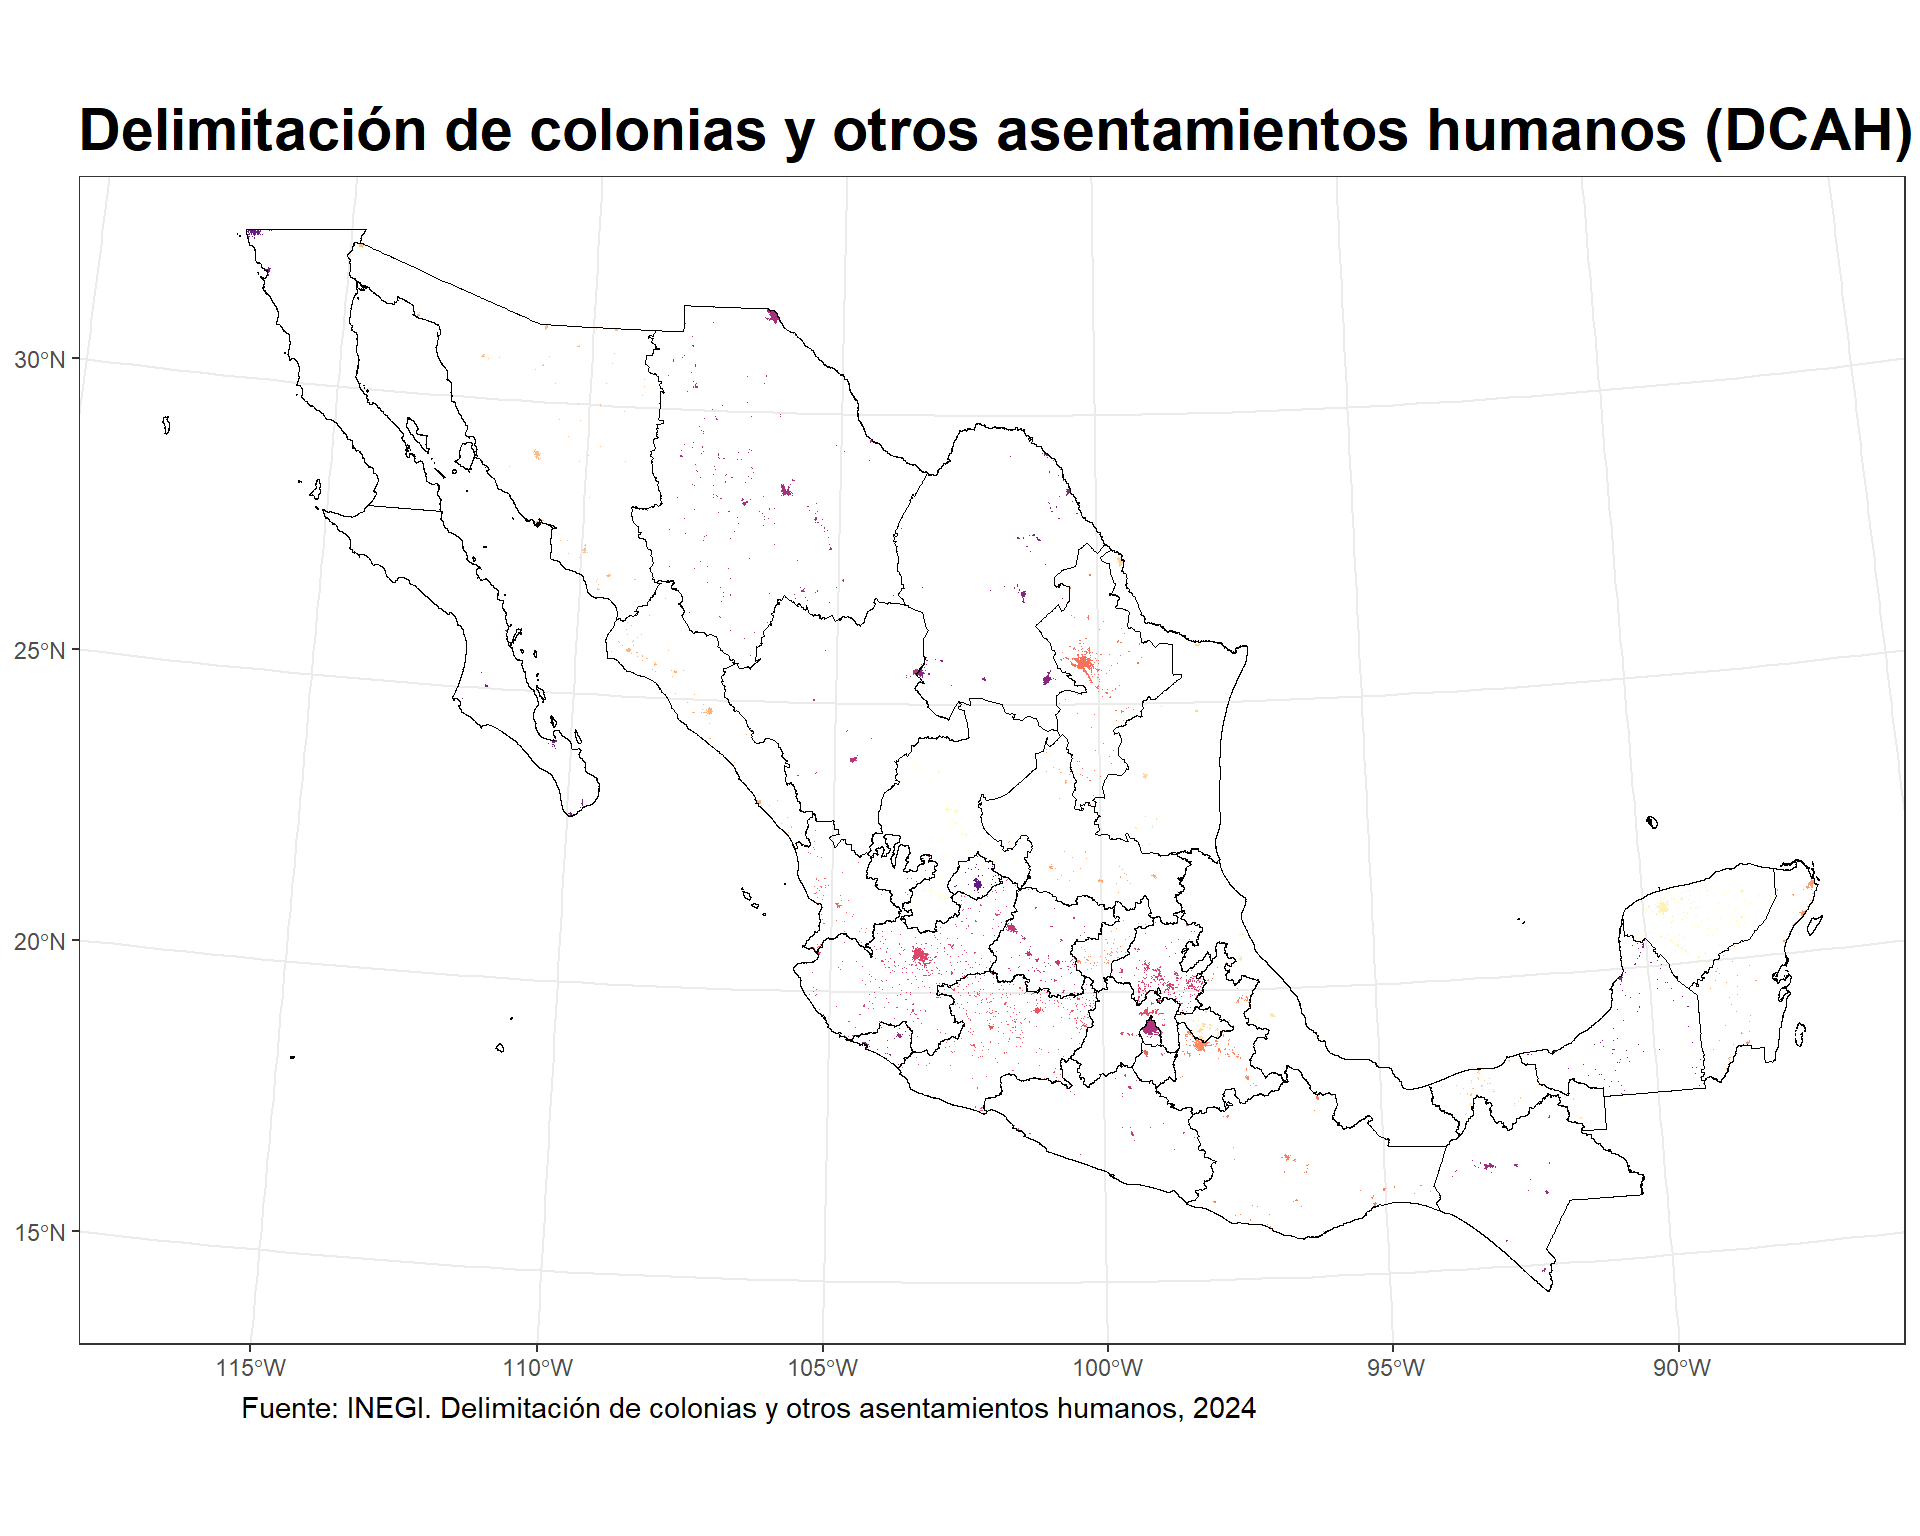 Delimitación de colonias y otros asentamientos humanos (DCAH)
30°N
25°N
20°N
15°N
115°W 110°W 105°W 100°W 95°W 90°W
Fuente: INEGI. Delimitación de colonias y otros asentamientos humanos, 2024